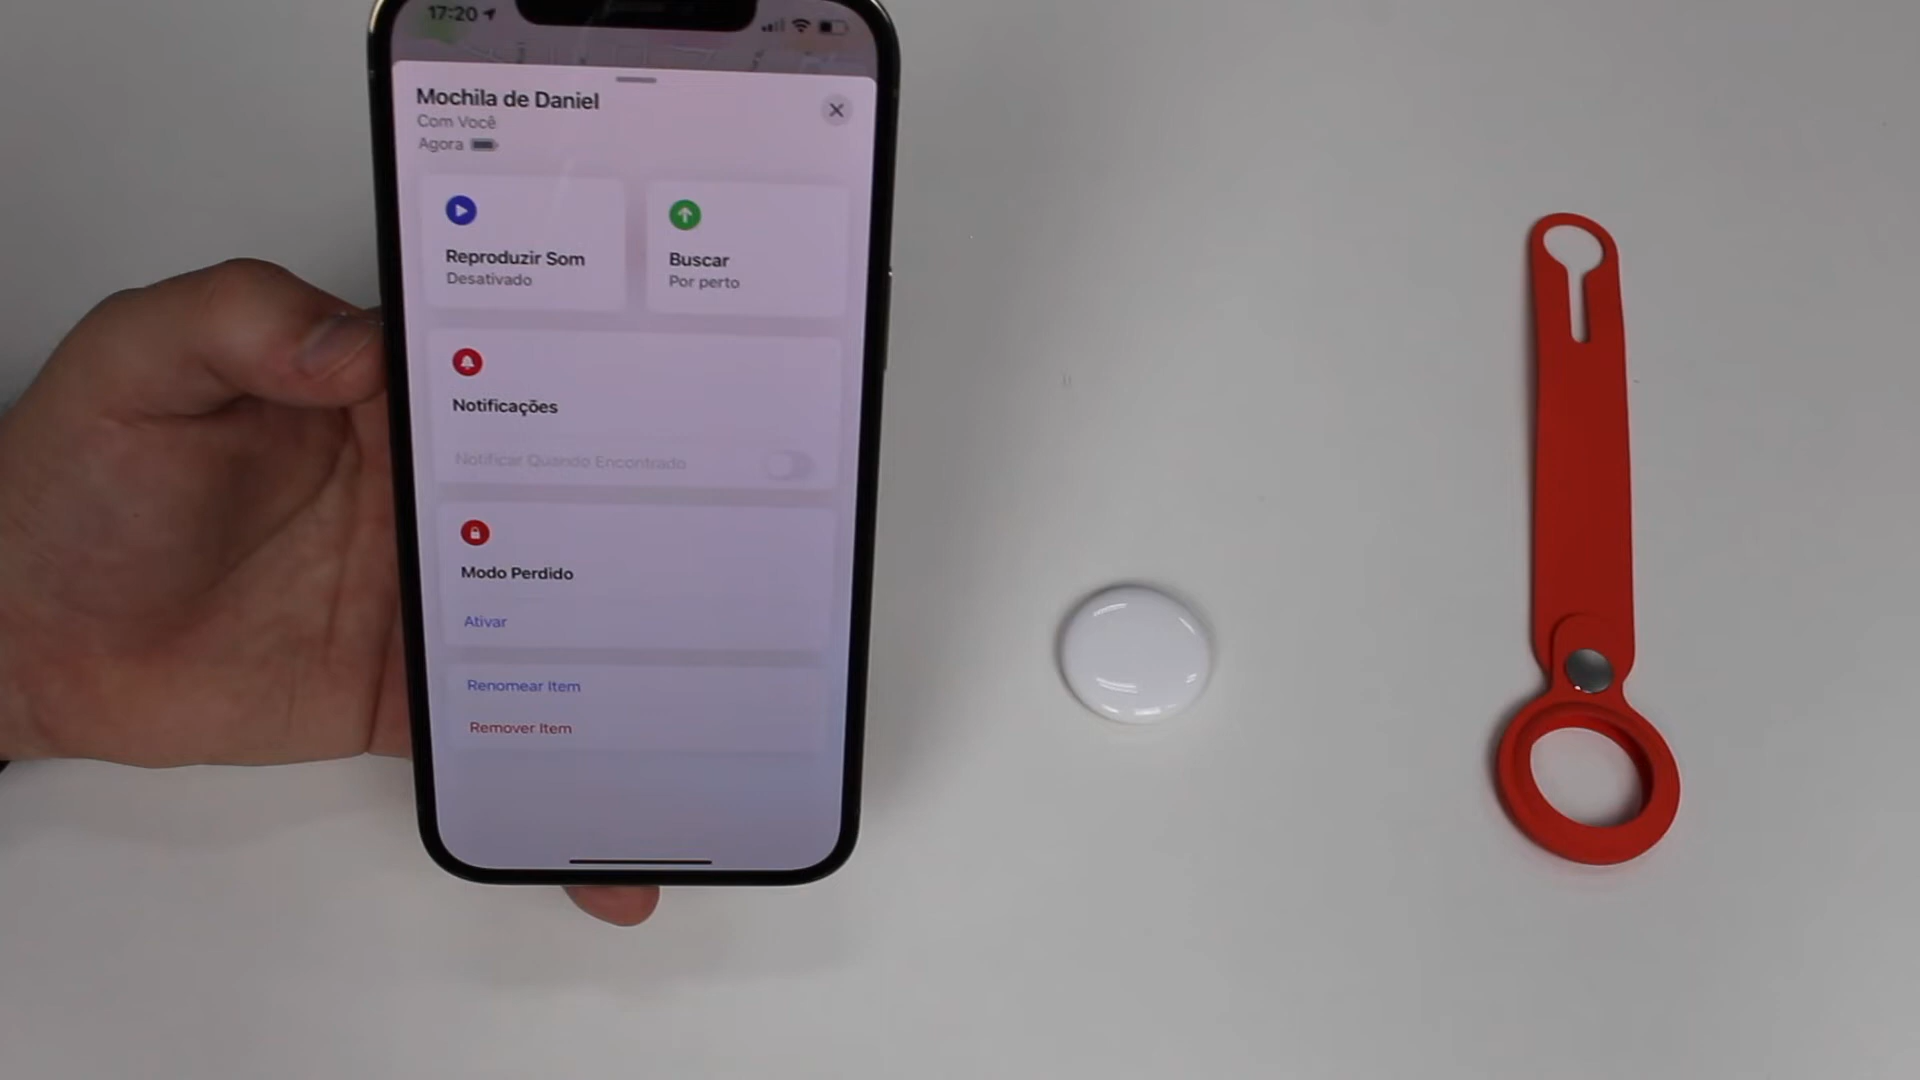 17:20
Mochila de Daniel
Com Você
Agora
Reproduzir Som
Desativado
Buscar
Por perto
Notificações
Notificar Quando Encontrado
Modo Perdido
Ativar
Renomear Item
Remover Item